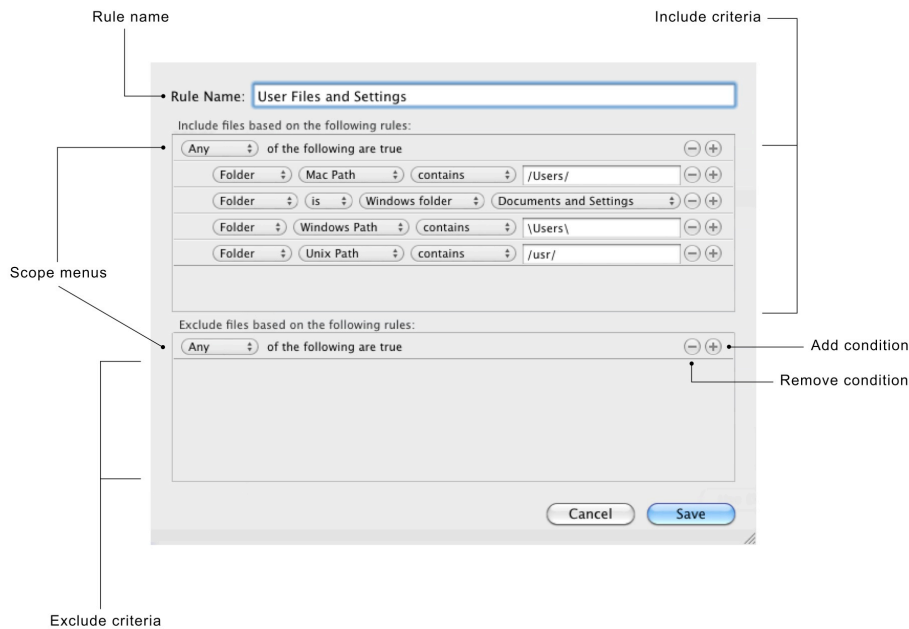 Rule name
Include criteria
Rule Name: User Files and Settings
Include files based on the following rules:
Any of the following are true
Folder Mac Path contains /Users/
Folder is Windows folder Documents and Settings
Folder Windows Path contains \Users\
Folder Unix Path contains /usr/
Scope menus
Exclude files based on the following rules:
Any of the following are true
Add condition
Remove condition
Cancel Save
Exclude criteria